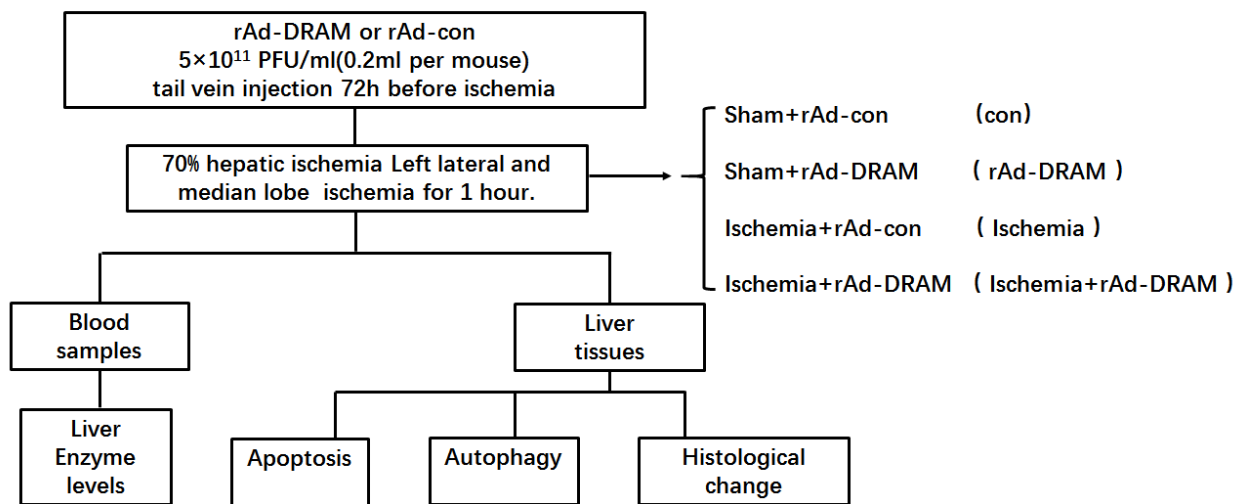 rAd-DRAM or rAd-con
5×10¹¹ PFU/ml(0.2ml per mouse)
tail vein injection 72h before ischemia
70% hepatic ischemia Left lateral and
median lobe ischemia for 1 hour.
Sham+rAd-con (con)
Sham+rAd-DRAM ( rAd-DRAM )
Ischemia+rAd-con ( Ischemia )
Ischemia+rAd-DRAM ( Ischemia+rAd-DRAM )
Blood
samples
Liver
tissues
Liver
Enzyme
levels
Apoptosis
Autophagy
Histological
change